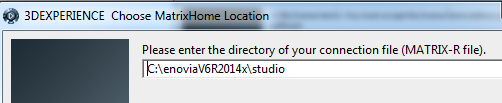 3DEXPERIENCE Choose MatrixHome Location
Please enter the directory of your connection file (MATRIX-R file).
C:\enoviaV6R2014x\studio